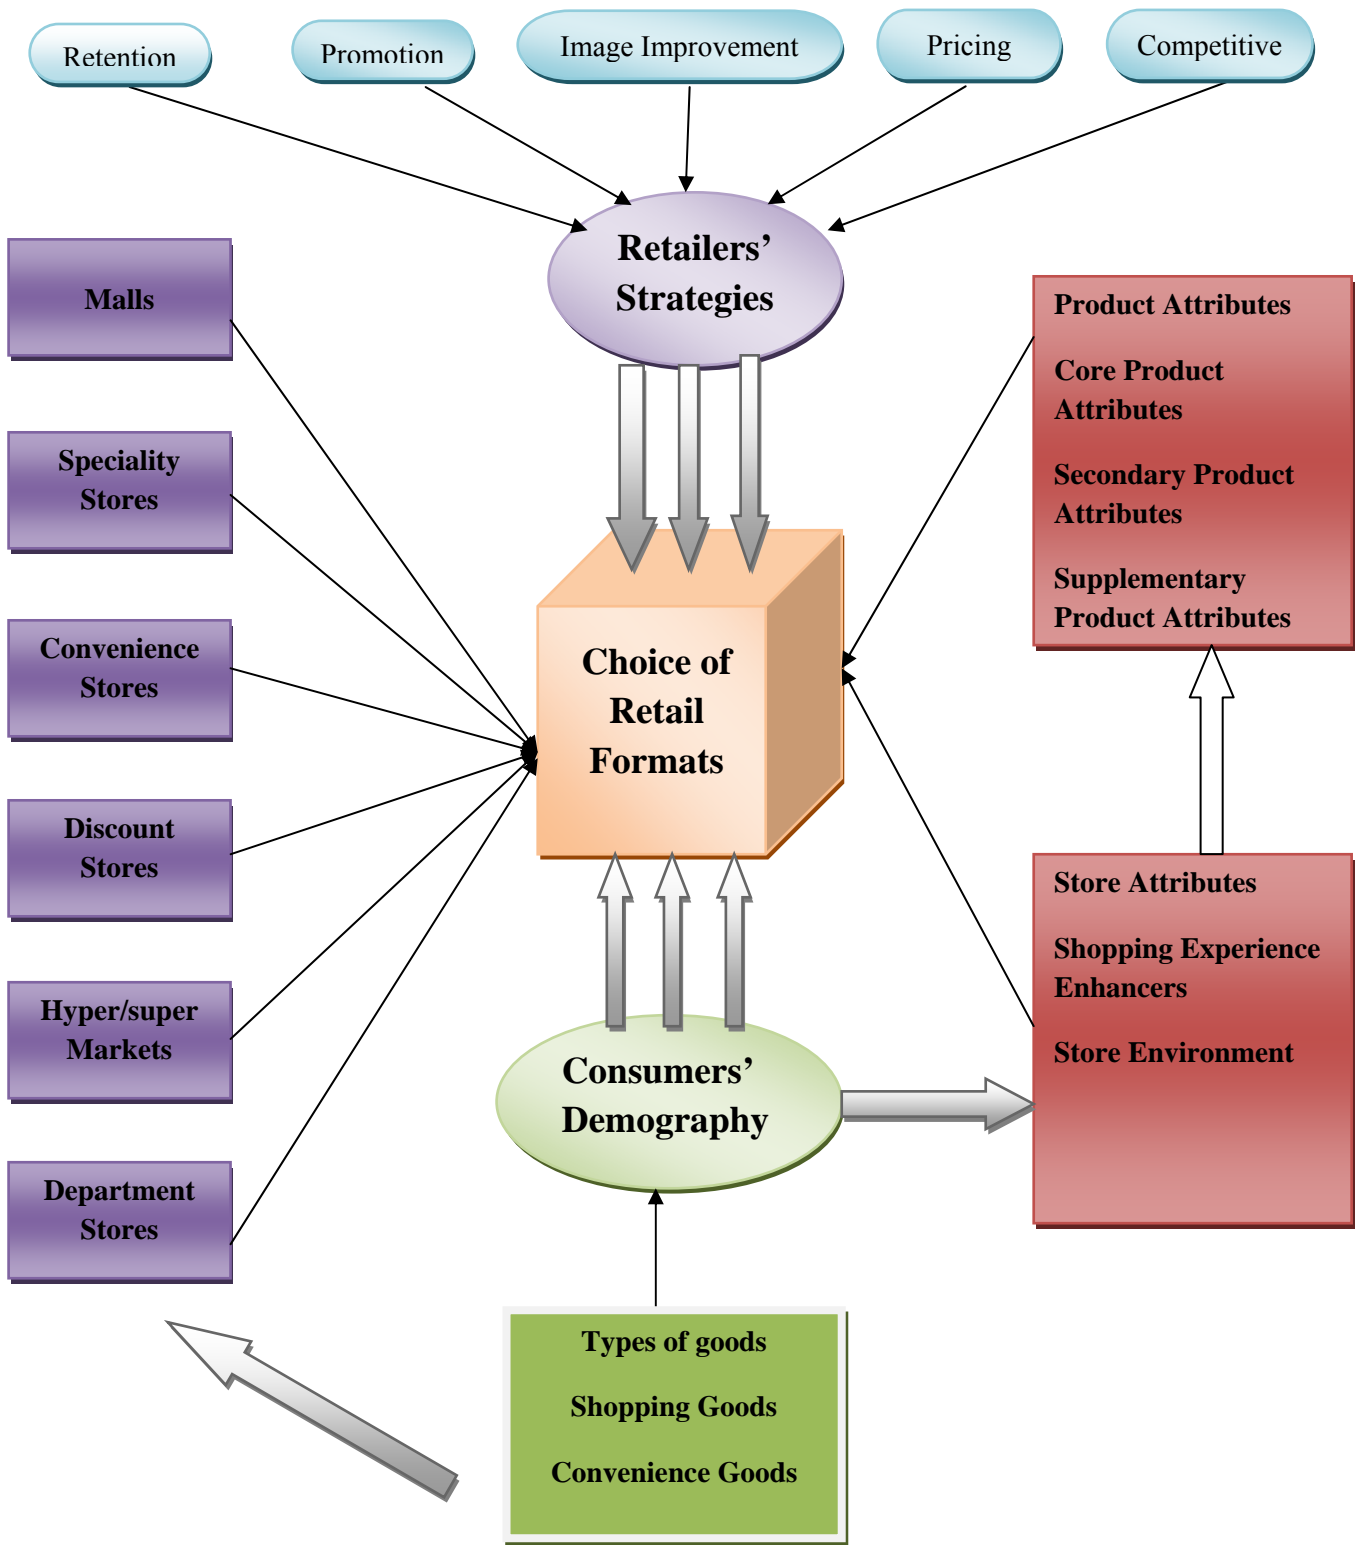 Retention
Promotion
Image Improvement
Pricing
Competitive
Retailers’
Strategies
Malls
Speciality
Stores
Convenience
Stores
Discount
Stores
Hyper/super
Markets
Department
Stores
Choice of
Retail
Formats
Product Attributes
Core Product
Attributes
Secondary Product
Attributes
Supplementary
Product Attributes
Store Attributes
Shopping Experience
Enhancers
Store Environment
Consumers’
Demography
Types of goods
Shopping Goods
Convenience Goods